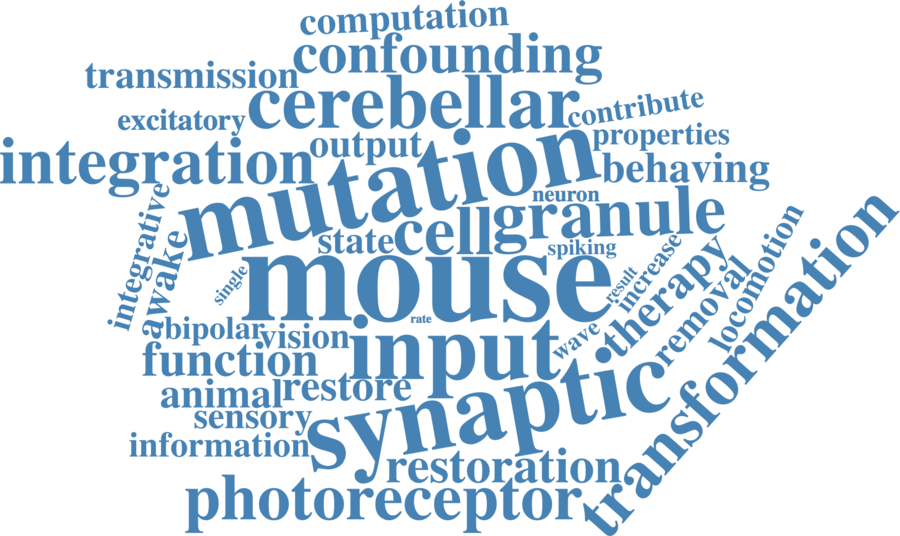 computation
confounding
transmission
cerebellar
contribute
excitatory
output
properties
integration
mutation
behaving
neuron
integrative
awake
state
cell
granule
spiking
single
mouse
result
increase
therapy
removal
locomotion
transformation
rate
bipolar
vision
input
wave
function
animal
restore
synaptic
sensory
information
restoration
photoreceptor